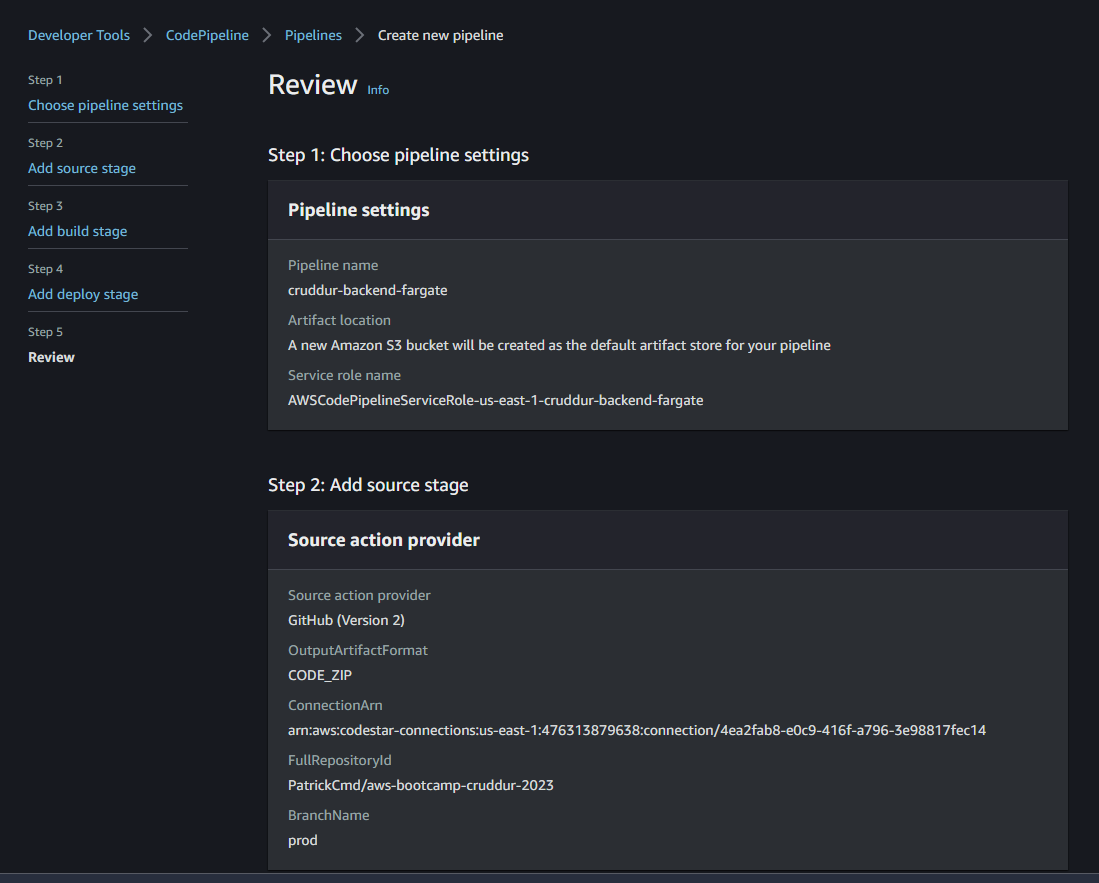 Developer Tools > CodePipeline > Pipelines > Create new pipeline
Step 1
Choose pipeline settings
Step 2
Add source stage
Step 3
Add build stage
Step 4
Add deploy stage
Step 5
Review
Review Info
Step 1: Choose pipeline settings
Pipeline settings
Pipeline name
cruddur-backend-fargate
Artifact location
A new Amazon S3 bucket will be created as the default artifact store for your pipeline
Service role name
AWSCodePipelineServiceRole-us-east-1-cruddur-backend-fargate
Step 2: Add source stage
Source action provider
Source action provider
GitHub (Version 2)
OutputArtifactFormat
CODE_ZIP
ConnectionArn
arn:aws:codestar-connections:us-east-1:476313879638:connection/4ea2fab8-e0c9-416f-a796-3e98817fec14
FullRepositoryId
PatrickCmd/aws-bootcamp-cruddur-2023
BranchName
prod